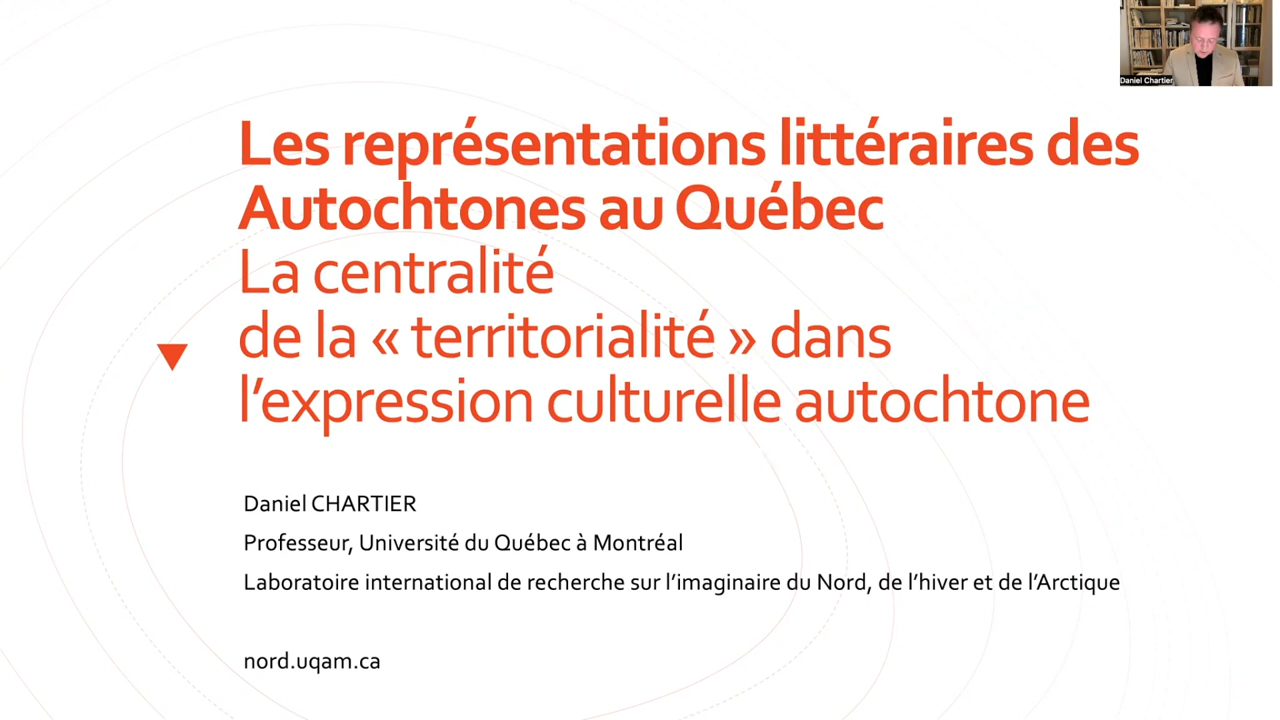 Daniel Chartier
Les représentations littéraires des
Autochtones au Québec
La centralité
de la « territorialité » dans
l’expression culturelle autochtone
Daniel CHARTIER
Professeur, Université du Québec à Montréal
Laboratoire international de recherche sur l’imaginaire du Nord, de l’hiver et de l’Arctique
nord.uqam.ca